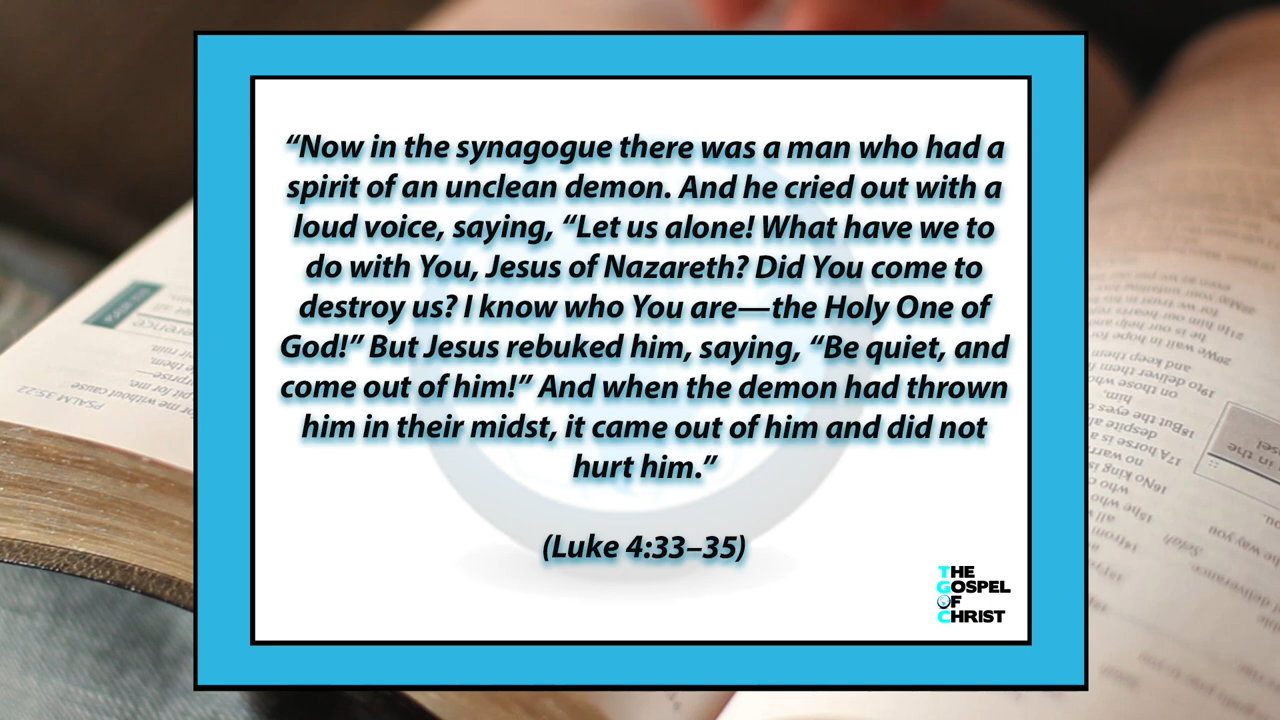 “Now in the synagogue there was a man who had a
spirit of an unclean demon. And he cried out with a
loud voice, saying, “Let us alone! What have we to
do with You, Jesus of Nazareth? Did You come to
destroy us? I know who You are—the Holy One of
God!” But Jesus rebuked him, saying, “Be quiet, and
come out of him!” And when the demon had thrown
him in their midst, it came out of him and did not
hurt him.”
(Luke 4:33–35)
THE
GOSPEL
OF
CHRIST
PSALM 35:22